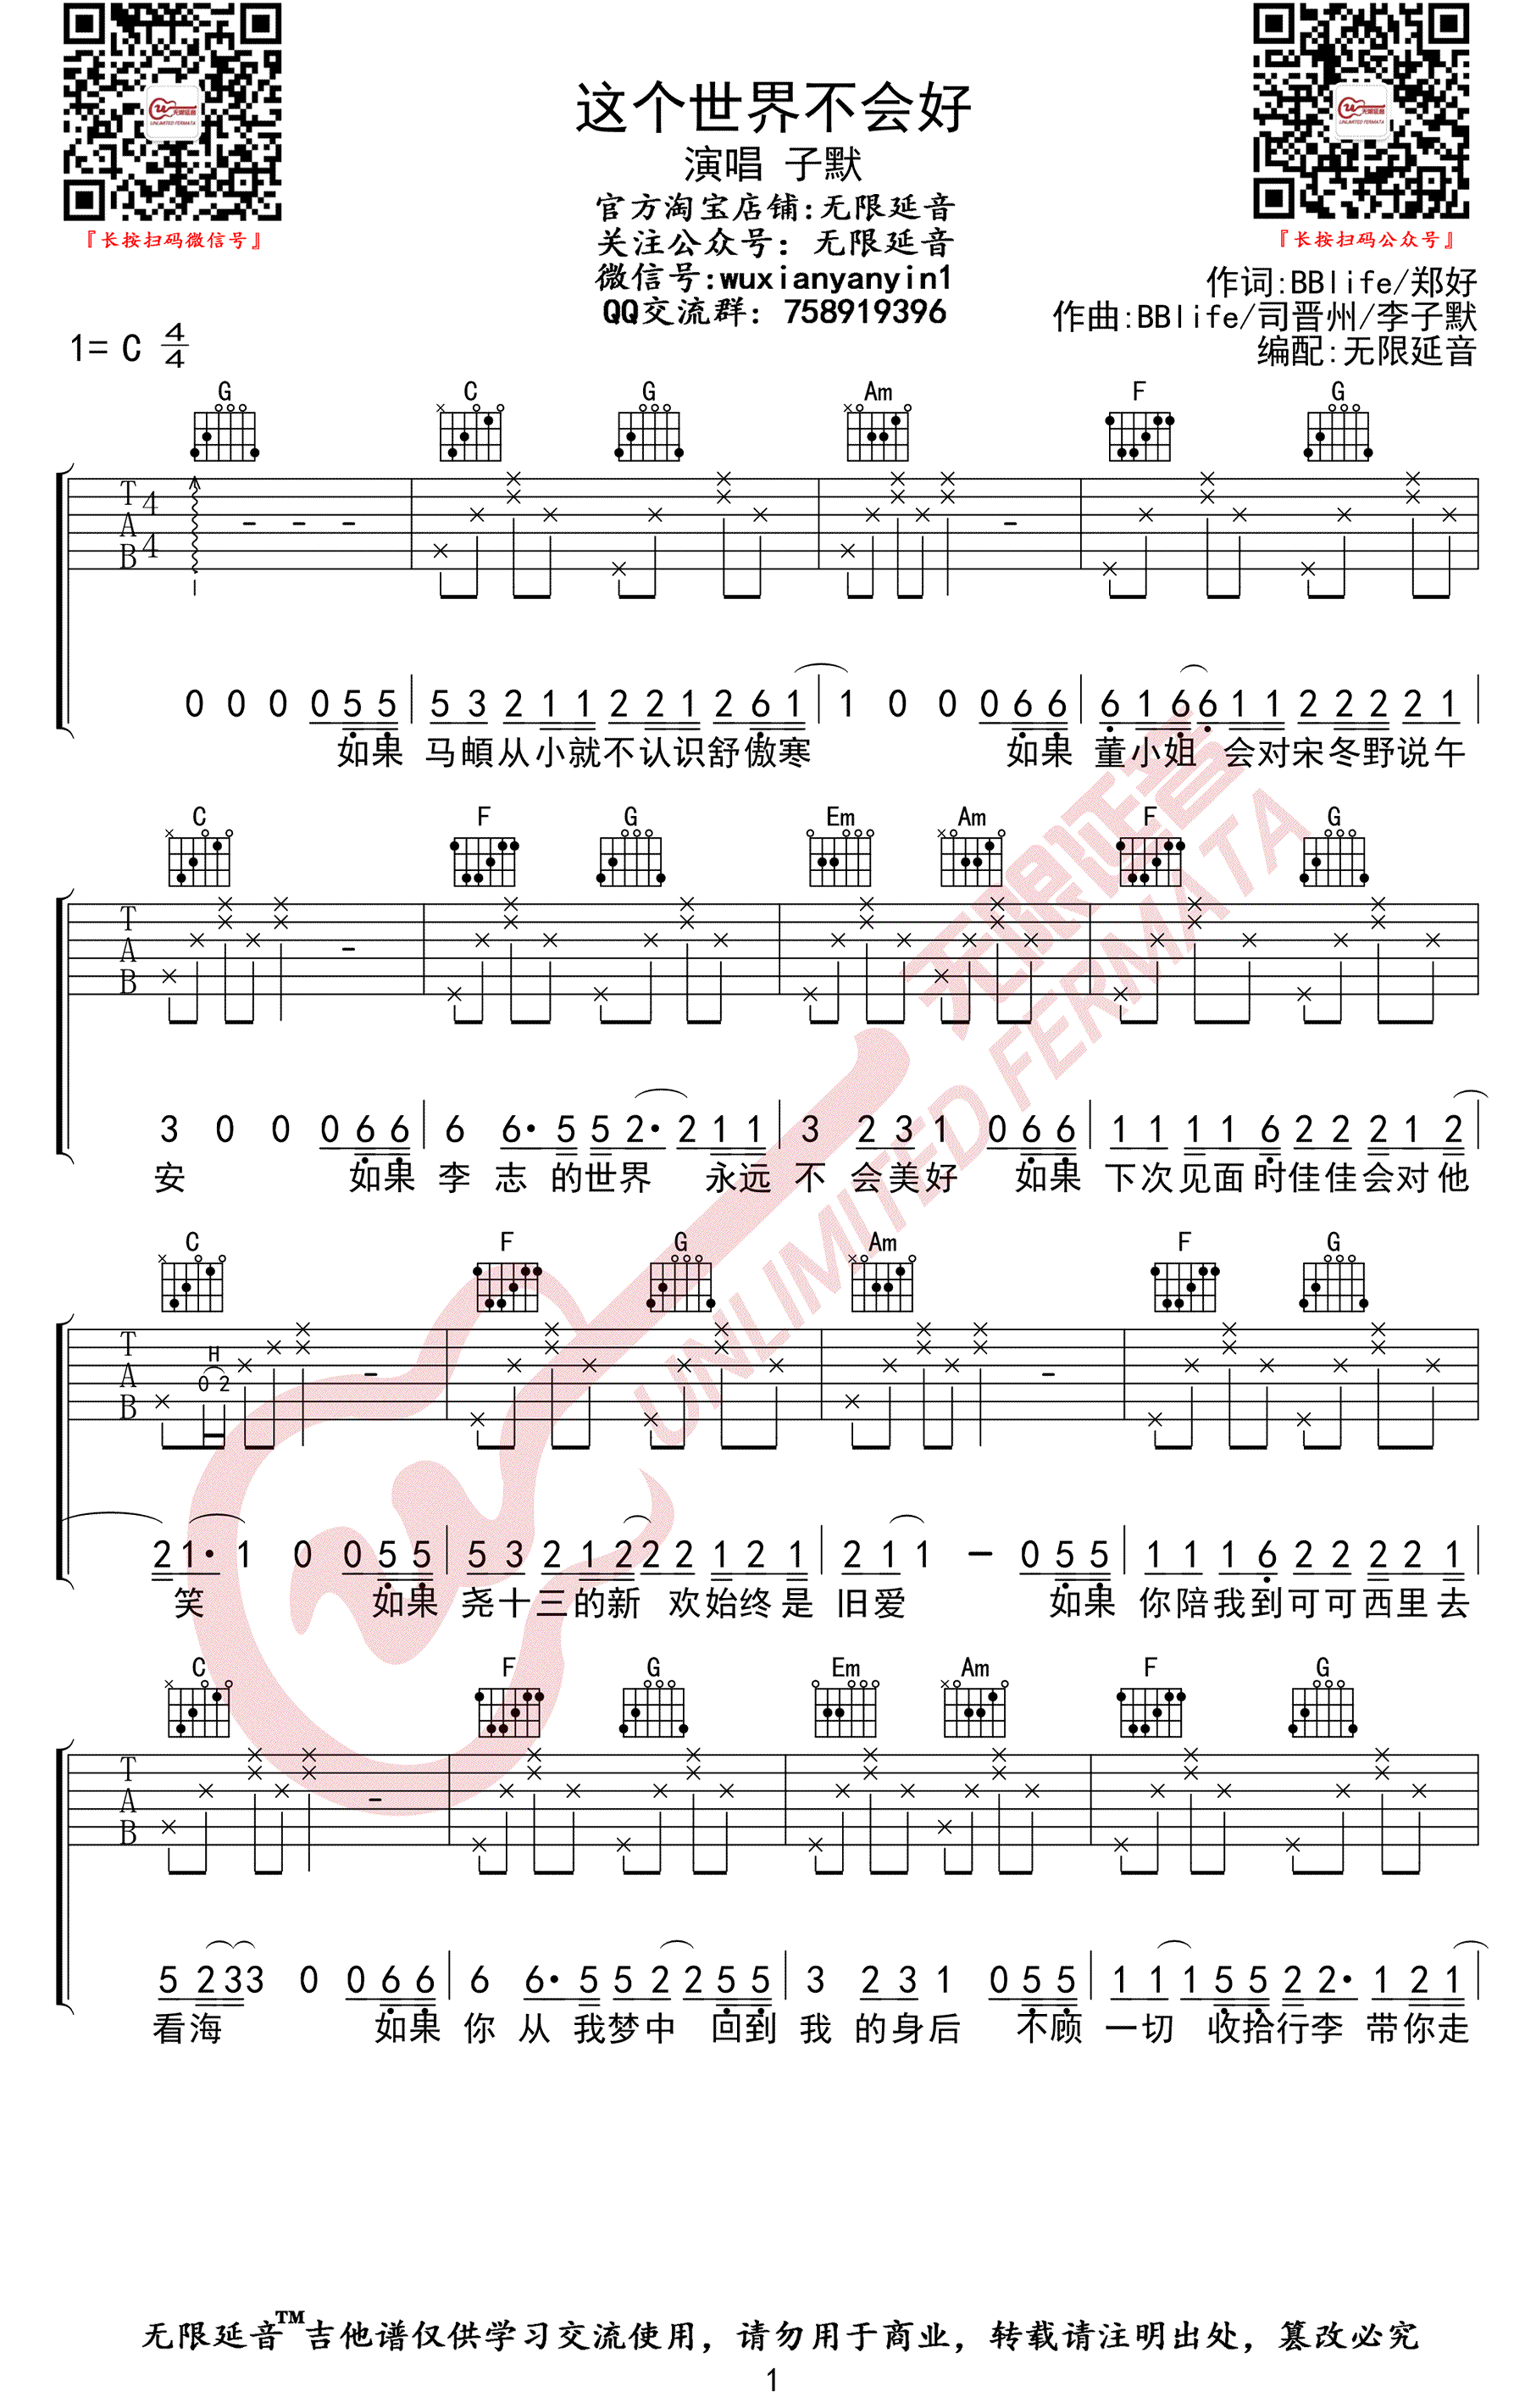 这个世界不会好
演唱 子默
官方淘宝店铺:无限延音
关注公众号：无限延音
微信号:wuxianyanyin1
QQ交流群：758919396
无限延音
UNLIMITED FERMATA
『长按扫码微信号』
无限延音
UNLIMITED FERMATA
『长按扫码公众号』
作词:BBlife/郑好
作曲:BBlife/司晋州/李子默
编配:无限延音
1= C 4/4
G C G Am F G
T A B 4/4
0 0 0 0 5 5 | 5 3 2 1 1 2 2 1 2 6 1 | 1 0 0 0 6 6 | 6 1 6 6 1 1 2 2 2 2 1 |
如果 马頔从小就不认识舒傲寒 如果 董小姐 会对宋冬野说午
C F G Em Am F G
T A B
3 0 0 0 6 6 | 6 6· 5 5 2· 2 1 1 | 3 2 3 1 0 6 6 | 1 1 1 1 6 2 2 2 1 2 |
安 如果 李 志 的世界 永远 不 会美好 如果 下次见面时佳佳会对他
C F G Am F G
T A B H 0 2
2 1· 1 0 0 5 5 | 5 3 2 1 2 2 2 1 2 1 | 2 1 1 – 0 5 5 | 1 1 1 6 2 2 2 2 1 |
笑 如果 尧十三的新 欢始终是 旧爱 如果 你陪我到可可西里去
C F G Em Am F G
T A B
5 2 3 3 0 0 6 6 | 6 6· 5 5 2 2 5 5 | 3 2 3 1 0 5 5 | 1 1 1 5 5 2 2· 1 2 1 |
看海 如果 你 从 我梦中 回到 我 的身后 不顾 一切 收拾行李 带你走
无限延音
UNLIMITED FERMATA
无限延音™吉他谱仅供学习交流使用，请勿用于商业，转载请注明出处，篡改必究
1